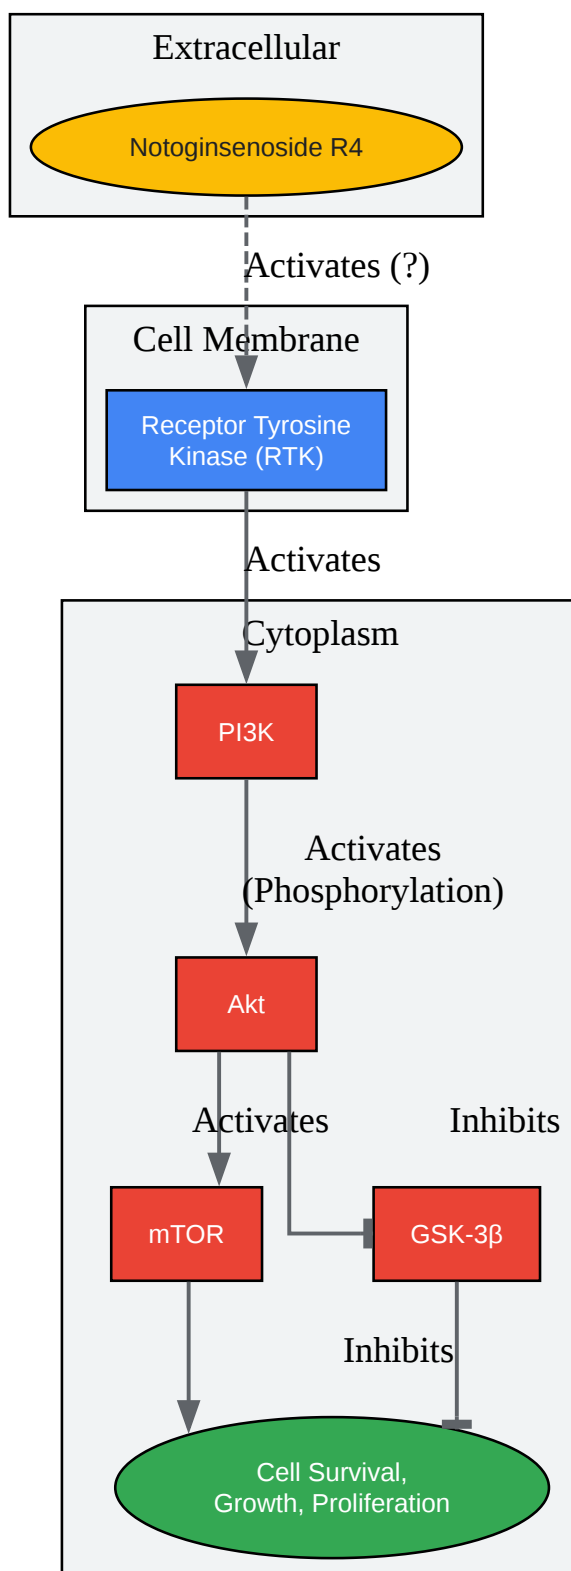 Extracellular
Notoginsenoside R4
Activates (?)
Cell Membrane
Receptor Tyrosine
Kinase (RTK)
Activates
Cytoplasm
PI3K
Activates
(Phosphorylation)
Akt
Activates
Inhibits
mTOR
GSK-3β
Inhibits
Cell Survival,
Growth, Proliferation